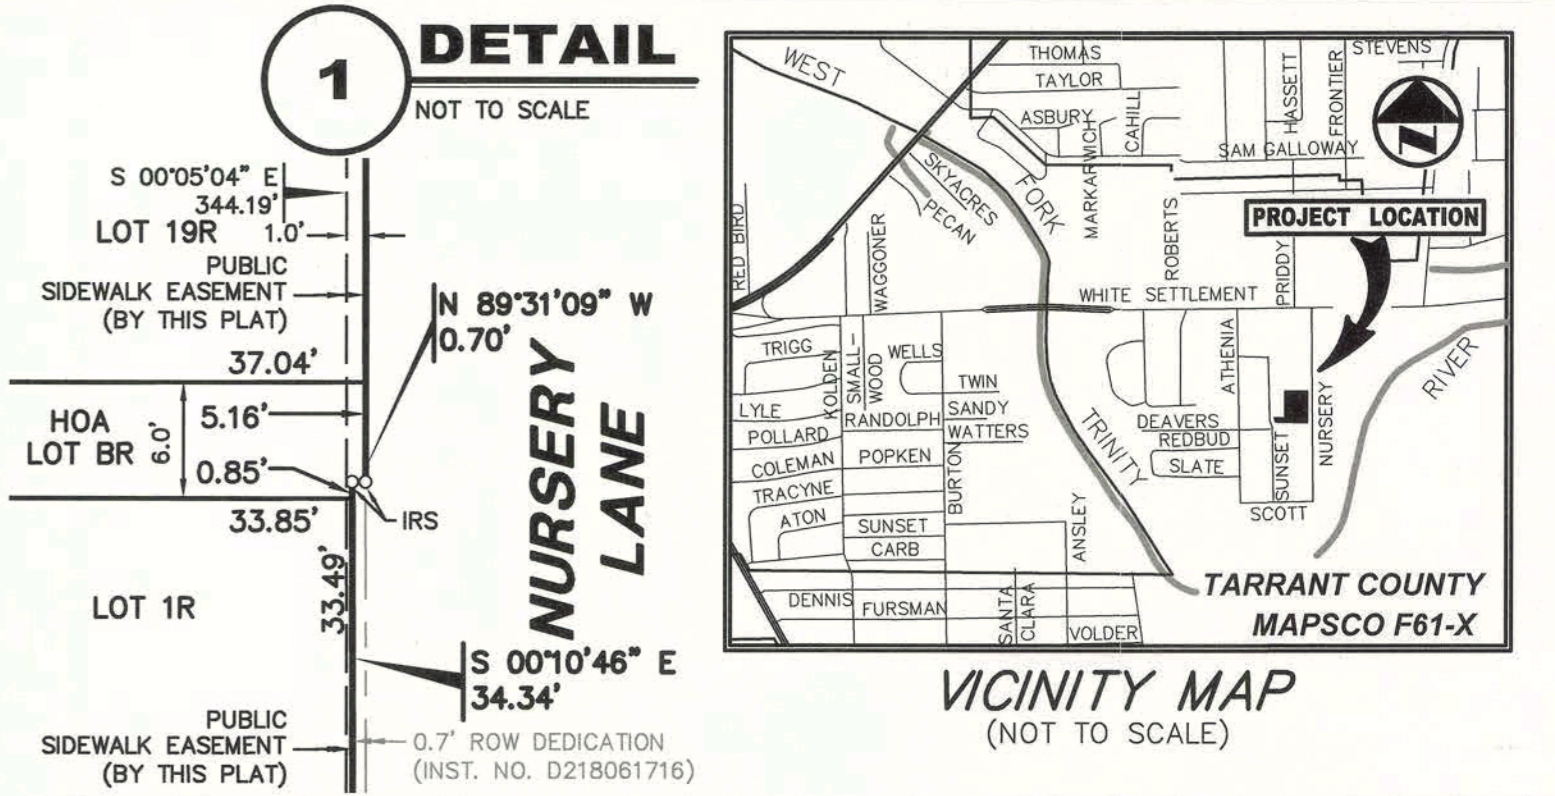 1
DETAIL
NOT TO SCALE
S 00°05'04" E
344.19'
LOT 19R
1.0'
PUBLIC
SIDEWALK EASEMENT
(BY THIS PLAT)
N 89°31'09" W
0.70'
37.04'
HOA
LOT BR
6.0'
5.16'
0.85'
33.85'
IRS
NURSERY
LANE
LOT 1R
33.49'
S 00°10'46" E
34.34'
PUBLIC
SIDEWALK EASEMENT
(BY THIS PLAT)
0.7' ROW DEDICATION
(INST. NO. D218061716)
WEST
THOMAS
TAYLOR
ASBURY
MARKARWICH
CAHILL
HASSETT
FRONTIER
STEVENS
N
SAM GALLOWAY
SKYACRES
PECAN
FORK
RED BIRD
WAGGONER
ROBERTS
PROJECT LOCATION
PRIDDY
WHITE SETTLEMENT
TRIGG
KOLDEN
SMALL-
WOOD
WELLS
TWIN
LYLE
RANDOLPH
SANDY
POLLARD
WATTERS
COLEMAN
POPKEN
BURTON
TRACYNE
ATON
SUNSET
CARB
TRINITY
ANSLEY
ATHENIA
DEAVERS
REDBUD
SLATE
SUNSET
NURSERY
SCOTT
RIVER
DENNIS
FURSMAN
SANTA
CLARA
VOLDER
TARRANT COUNTY
MAPSCO F61-X
VICINITY MAP
(NOT TO SCALE)